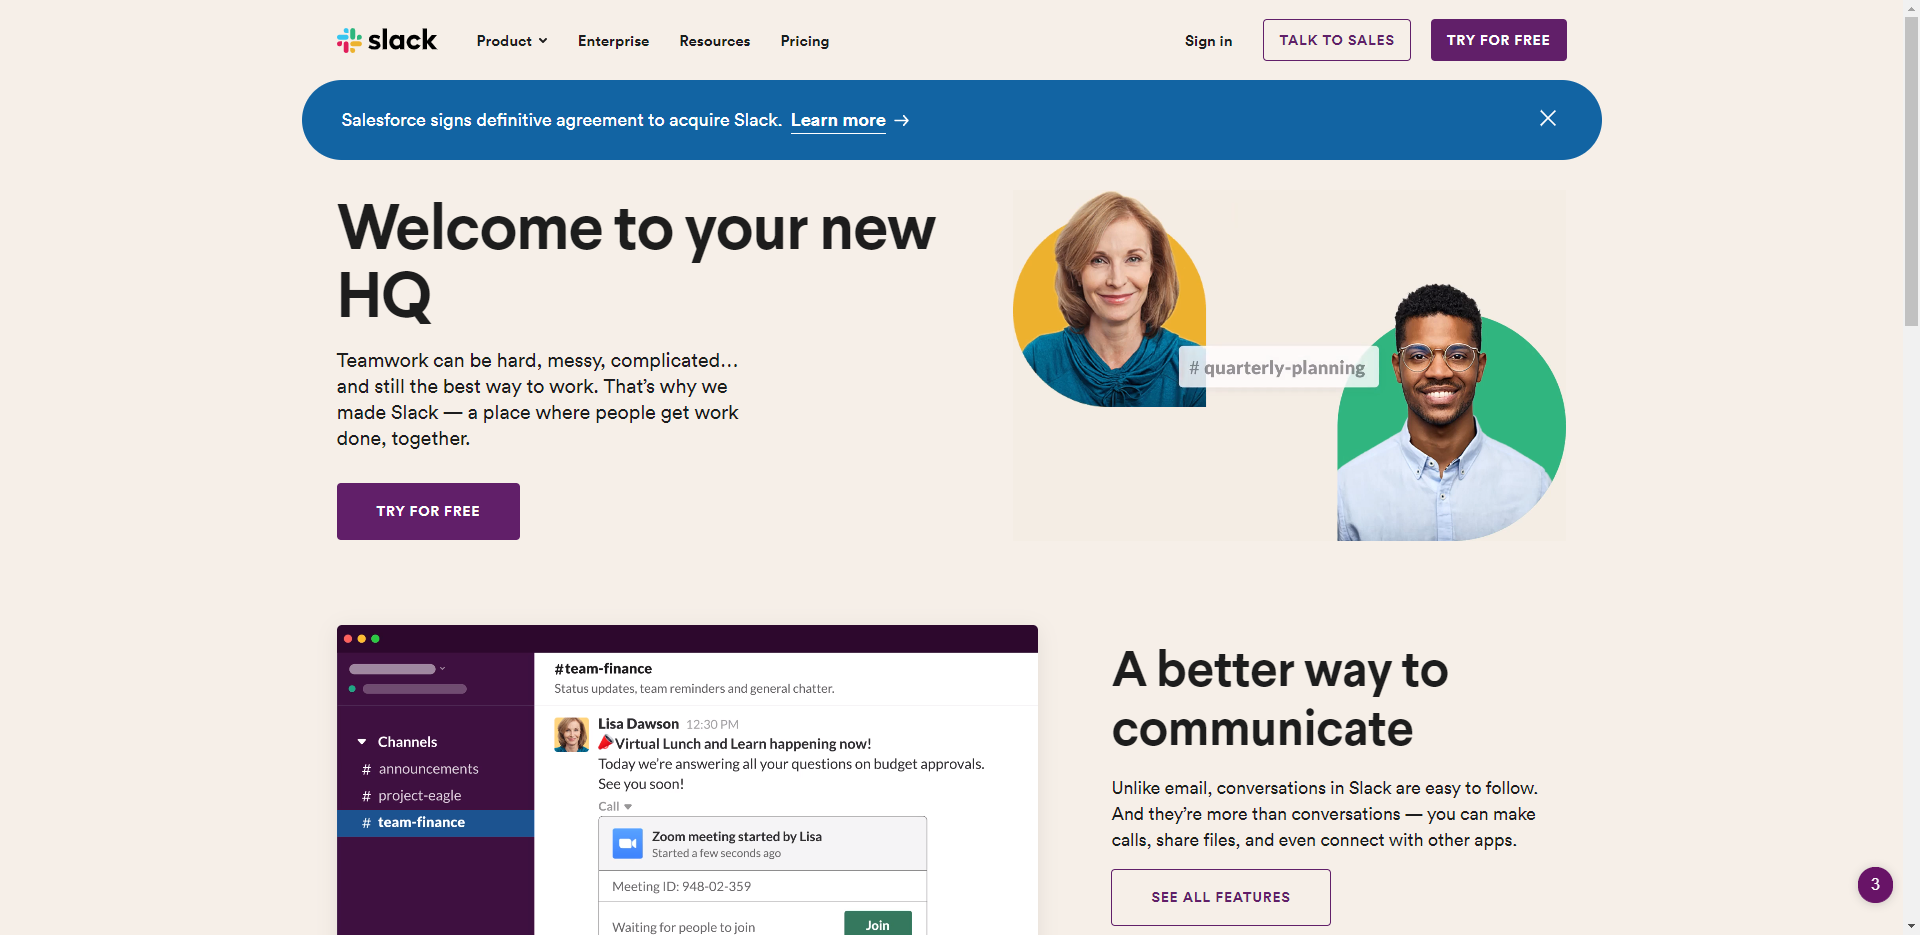 slack
Product
Enterprise
Resources
Pricing
Sign in
TALK TO SALES
TRY FOR FREE
Salesforce signs definitive agreement to acquire Slack. Learn more →
Welcome to your new
HQ
Teamwork can be hard, messy, complicated…
and still the best way to work. That’s why we
made Slack — a place where people get work
done, together.
TRY FOR FREE
# quarterly-planning
#team-finance
Status updates, team reminders and general chatter.
Channels
# announcements
# project-eagle
# team-finance
Lisa Dawson 12:30 PM
Virtual Lunch and Learn happening now!
Today we’re answering all your questions on budget approvals.
See you soon!
Call
Zoom meeting started by Lisa
Started a few seconds ago
Meeting ID: 948-02-359
Waiting for people to join
Join
A better way to
communicate
Unlike email, conversations in Slack are easy to follow.
And they’re more than conversations — you can make
calls, share files, and even connect with other apps.
SEE ALL FEATURES
3